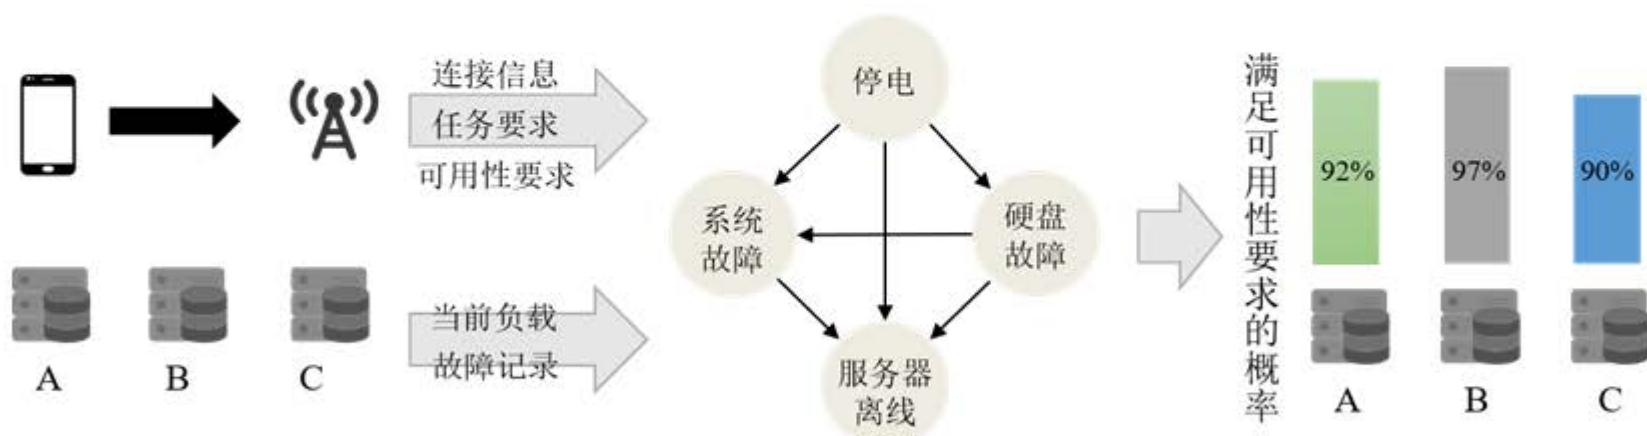 连接信息
任务要求
可用性要求
当前负载
故障记录
A
B
C
停电
系统
故障
硬盘
故障
服务器
离线
满足可用性要求的概率
92%
97%
90%
A
B
C